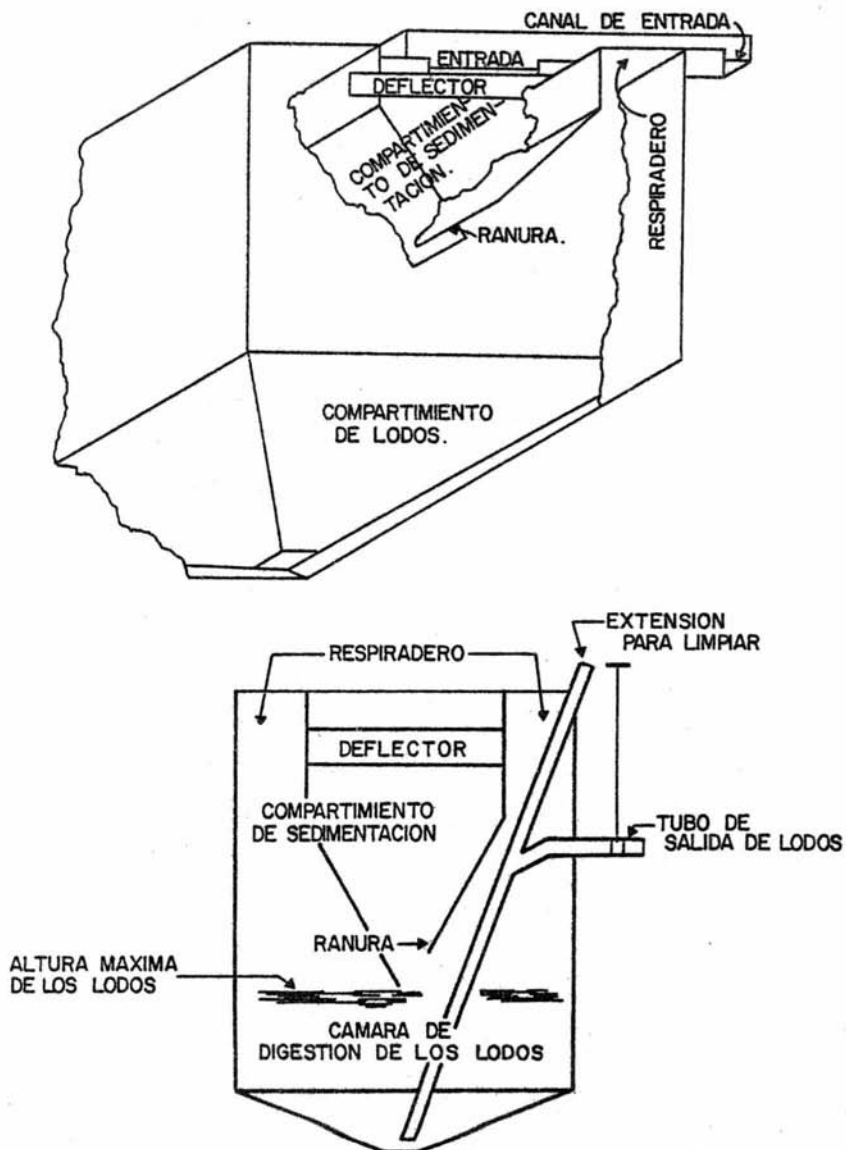 CANAL DE ENTRADA
ENTRADA
DEFLECTOR
COMPARTIMIEN-
TO DE SEDIMEN-
TACION.
RESPIRADERO
RANURA.
COMPARTIMIENTO
DE LODOS.
EXTENSION
PARA LIMPIAR
RESPIRADERO
DEFLECTOR
COMPARTIMIENTO
DE SEDIMENTACION
TUBO DE
SALIDA DE LODOS
RANURA
ALTURA MAXIMA
DE LOS LODOS
CAMARA DE
DIGESTION DE LOS LODOS